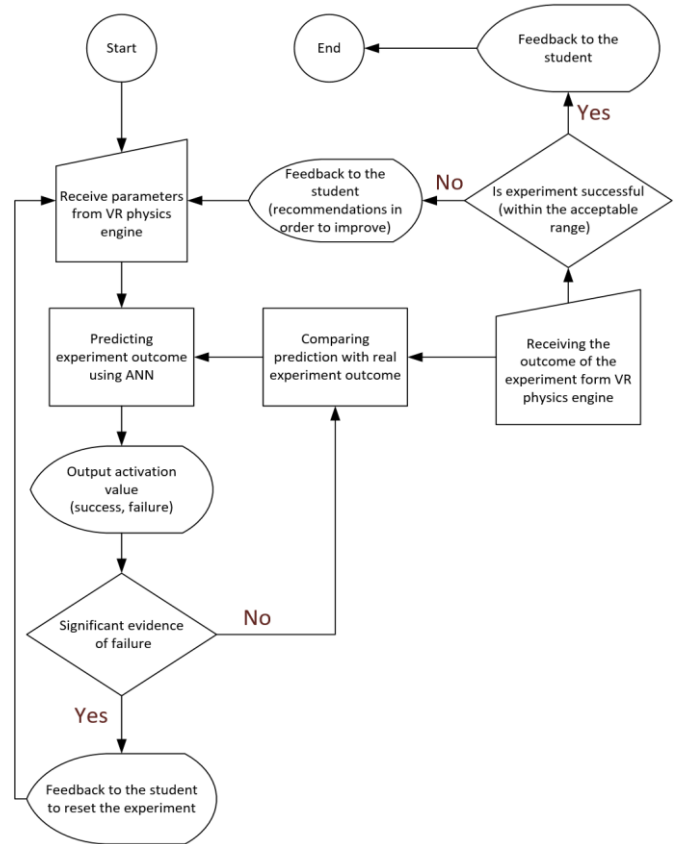 Start
End
Feedback to the
student
Yes
Receive parameters
from VR physics
engine
Feedback to the
student
(recommendations in
order to improve)
No
Is experiment successful
(within the acceptable
range)
Predicting
experiment outcome
using ANN
Comparing
prediction with real
experiment outcome
Receiving the
outcome of the
experiment form VR
physics engine
Output activation
value
(success, failure)
Significant evidence
of failure
No
Yes
Feedback to the student
to reset the experiment